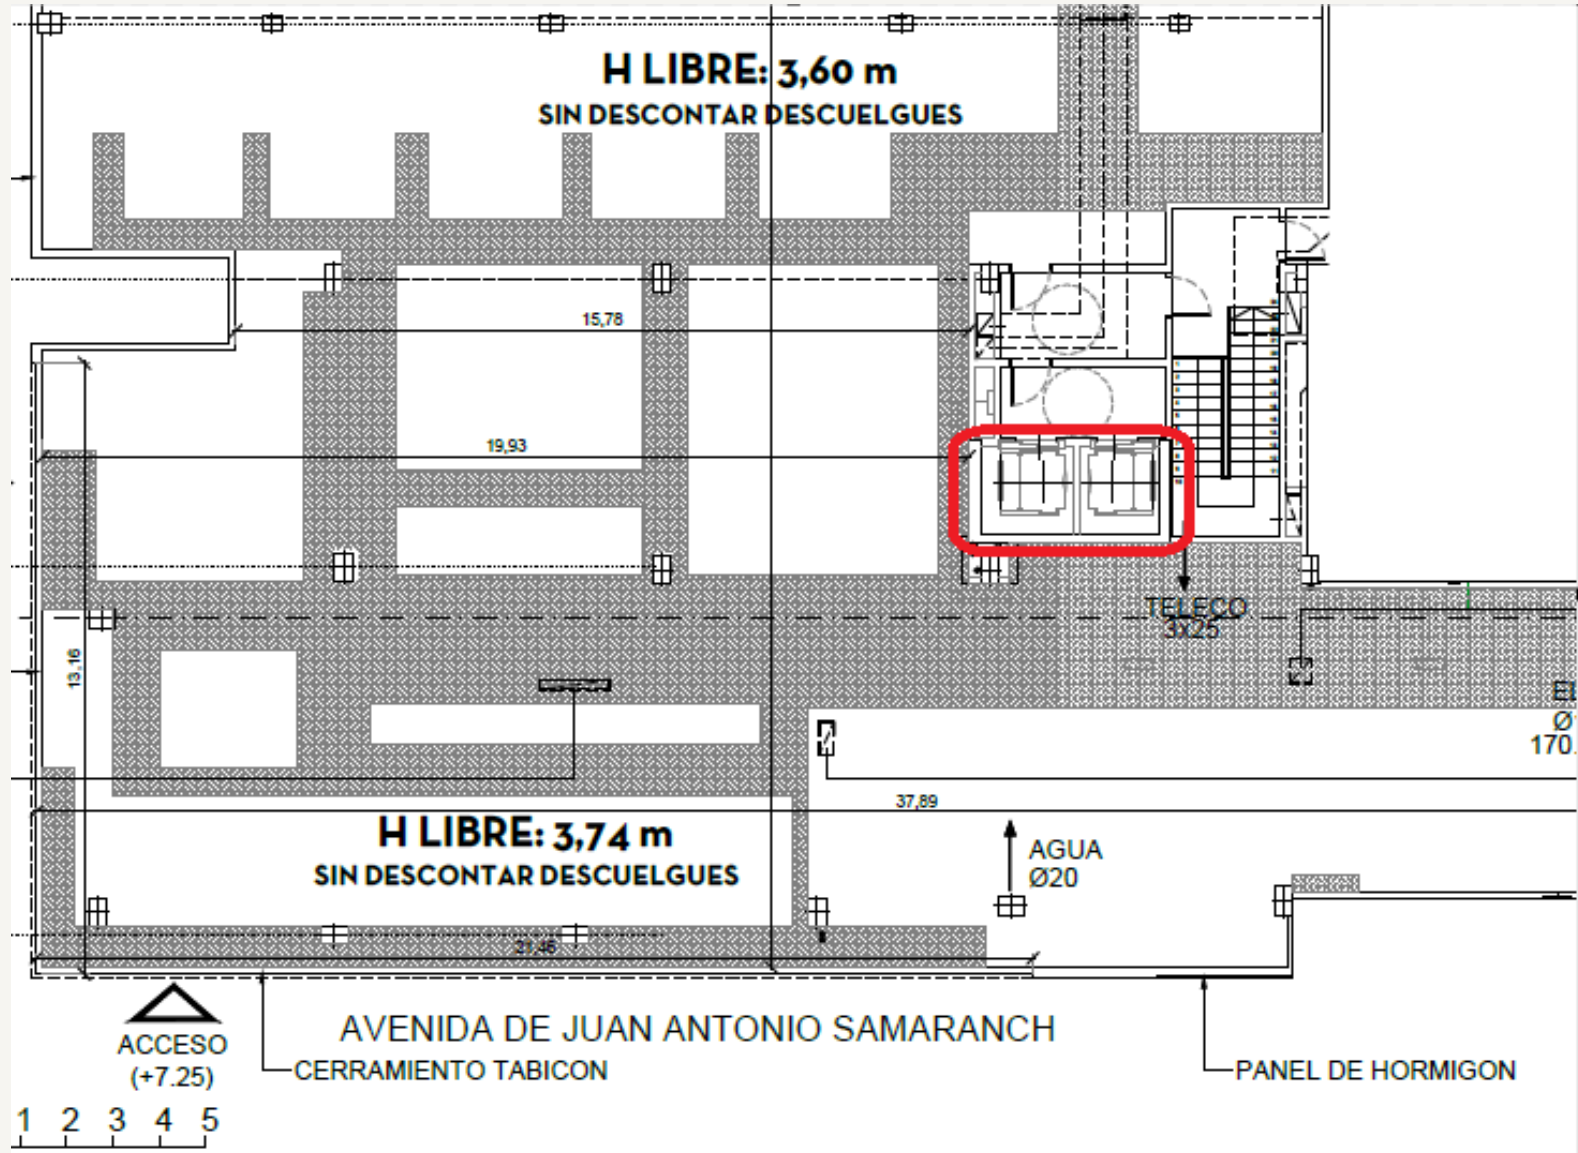 H LIBRE: 3,60 m
SIN DESCONTAR DESCUELGUES
15,78
19,93
TELECO
3x25
13,16
Ø
170.
37,89
H LIBRE: 3,74 m
SIN DESCONTAR DESCUELGUES
AGUA
Ø20
21,46
ACCESO
(+7.25)
AVENIDA DE JUAN ANTONIO SAMARANCH
CERRAMIENTO TABICON
PANEL DE HORMIGON
1 2 3 4 5